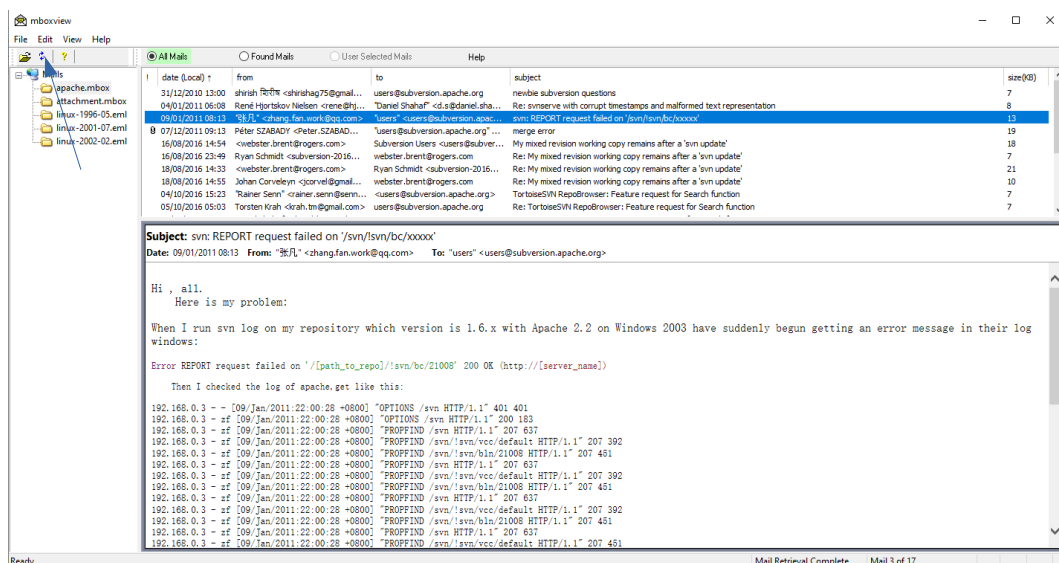 mboxview
File Edit View Help
All Mails Found Mails User Selected Mails Help
Mails
apache.mbox
attachment.mbox
linux-1996-05.eml
linux-2001-07.eml
linux-2002-02.eml
! date (Local) ↑ from to subject size(KB)
31/12/2010 13:00 shirish शिरीष <shirishag75@gmail... users@subversion.apache.org newbie subversion questions 7
04/01/2011 06:08 René Hjortskov Nielsen <rene@hj... "Daniel Shahaf" <d.s@daniel.sha... Re: svnserve with corrupt timestamps and malformed text representation 8
09/01/2011 08:13 "张凡" <zhang.fan.work@qq.com> "users" <users@subversion.apac... svn: REPORT request failed on '/svn/!svn/bc/xxxxx' 13
07/12/2011 09:13 Péter SZABADY <Peter.SZABAD... "users@subversion.apache.org" ... merge error 19
16/08/2016 14:54 <webster.brent@rogers.com> Subversion Users <users@subver... My mixed revision working copy remains after a 'svn update' 18
16/08/2016 23:49 Ryan Schmidt <subversion-2016... webster.brent@rogers.com Re: My mixed revision working copy remains after a 'svn update' 7
18/08/2016 14:33 <webster.brent@rogers.com> Ryan Schmidt <subversion-2016... Re: My mixed revision working copy remains after a 'svn update' 21
18/08/2016 14:55 Johan Corveleyn <jcorvel@gmail... webster.brent@rogers.com Re: My mixed revision working copy remains after a 'svn update' 10
04/10/2016 15:23 "Rainer Senn" <rainer.senn@senn... <users@subversion.apache.org> TortoiseSVN RepoBrowser: Feature request for Search function 7
05/10/2016 05:03 Torsten Krah <krah.tm@gmail.com> users@subversion.apache.org Re: TortoiseSVN RepoBrowser: Feature request for Search function 7
Subject: svn: REPORT request failed on '/svn/!svn/bc/xxxxx'
Date: 09/01/2011 08:13 From: "张凡" <zhang.fan.work@qq.com> To: "users" <users@subversion.apache.org>
Hi , all.
Here is my problem:
When I run svn log on my repository which version is 1.6.x with Apache 2.2 on Windows 2003 have suddenly begun getting an error message in their log
windows:
Error REPORT request failed on '/[path_to_repo]/!svn/bc/21008' 200 OK (http://[server_name])
Then I checked the log of apache,get like this:
192.168.0.3 - - [09/Jan/2011:22:00:28 +0800] "OPTIONS /svn HTTP/1.1" 401 401
192.168.0.3 - zf [09/Jan/2011:22:00:28 +0800] "OPTIONS /svn HTTP/1.1" 200 183
192.168.0.3 - zf [09/Jan/2011:22:00:28 +0800] "PROPFIND /svn HTTP/1.1" 207 637
192.168.0.3 - zf [09/Jan/2011:22:00:28 +0800] "PROPFIND /svn/!svn/vcc/default HTTP/1.1" 207 392
192.168.0.3 - zf [09/Jan/2011:22:00:28 +0800] "PROPFIND /svn/!svn/bln/21008 HTTP/1.1" 207 451
192.168.0.3 - zf [09/Jan/2011:22:00:28 +0800] "PROPFIND /svn HTTP/1.1" 207 637
192.168.0.3 - zf [09/Jan/2011:22:00:28 +0800] "PROPFIND /svn/!svn/vcc/default HTTP/1.1" 207 392
192.168.0.3 - zf [09/Jan/2011:22:00:28 +0800] "PROPFIND /svn/!svn/bln/21008 HTTP/1.1" 207 451
192.168.0.3 - zf [09/Jan/2011:22:00:28 +0800] "PROPFIND /svn HTTP/1.1" 207 637
192.168.0.3 - zf [09/Jan/2011:22:00:28 +0800] "PROPFIND /svn/!svn/vcc/default HTTP/1.1" 207 392
192.168.0.3 - zf [09/Jan/2011:22:00:28 +0800] "PROPFIND /svn/!svn/bln/21008 HTTP/1.1" 207 451
192.168.0.3 - zf [09/Jan/2011:22:00:28 +0800] "PROPFIND /svn HTTP/1.1" 207 637
192.168.0.3 - zf [09/Jan/2011:22:00:28 +0800] "PROPFIND /svn/!svn/vcc/default HTTP/1.1" 207 451
Ready Mail Retrieval Complete Mail 3 of 17